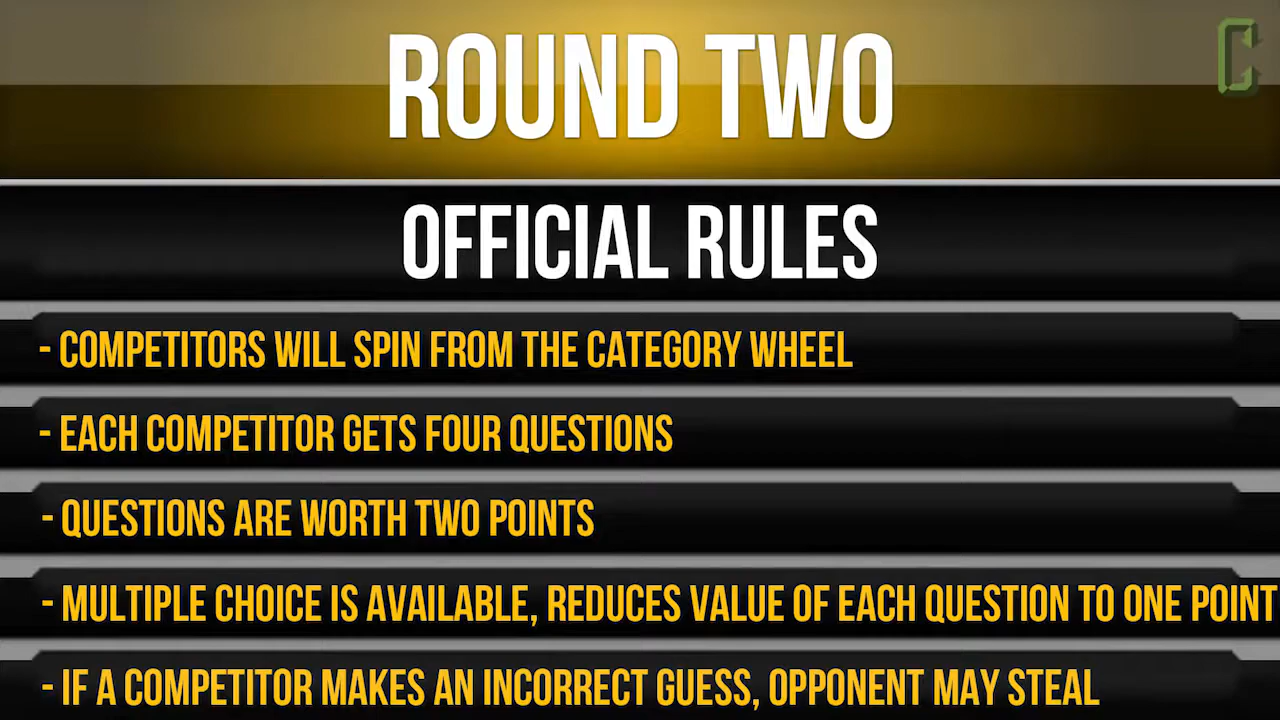 ROUND TWO
OFFICIAL RULES
- COMPETITORS WILL SPIN FROM THE CATEGORY WHEEL
- EACH COMPETITOR GETS FOUR QUESTIONS
- QUESTIONS ARE WORTH TWO POINTS
- MULTIPLE CHOICE IS AVAILABLE, REDUCES VALUE OF EACH QUESTION TO ONE POINT
- IF A COMPETITOR MAKES AN INCORRECT GUESS, OPPONENT MAY STEAL
C